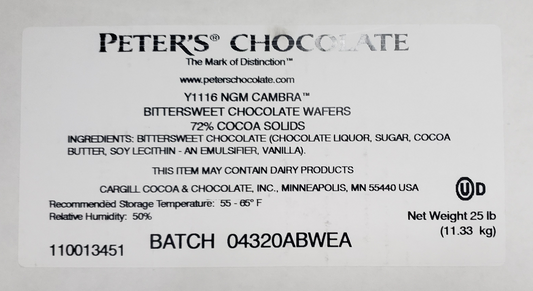 PETER'S® CHOCOLATE
The Mark of Distinction™
www.peterschocolate.com
Y1116 NGM CAMBRA™
BITTERSWEET CHOCOLATE WAFERS
72% COCOA SOLIDS
INGREDIENTS: BITTERSWEET CHOCOLATE (CHOCOLATE LIQUOR, SUGAR, COCOA
BUTTER, SOY LECITHIN - AN EMULSIFIER, VANILLA).
THIS ITEM MAY CONTAIN DAIRY PRODUCTS
CARGILL COCOA & CHOCOLATE, INC., MINNEAPOLIS, MN 55440 USA
U D
Recommended Storage Temperature: 55 - 65° F
Relative Humidity: 50%
Net Weight 25 lb
(11.33 kg)
110013451
BATCH 04320ABWEA